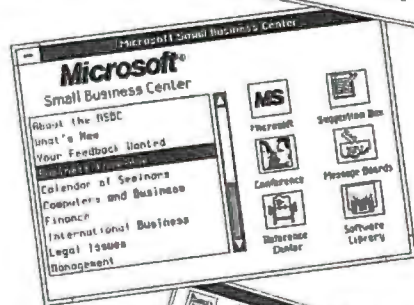 Microsoft Small Business Center
Microsoft®
Small Business Center
About the MSBC
What's New
Your Feedback Wanted
Business
Calendar of Seminars
Computers and Business
Finance
International Business
Legal Issues
Management
MS
Microsoft
Suggestion Box
Conference
Message Boards
Reference
Center
Software
Library